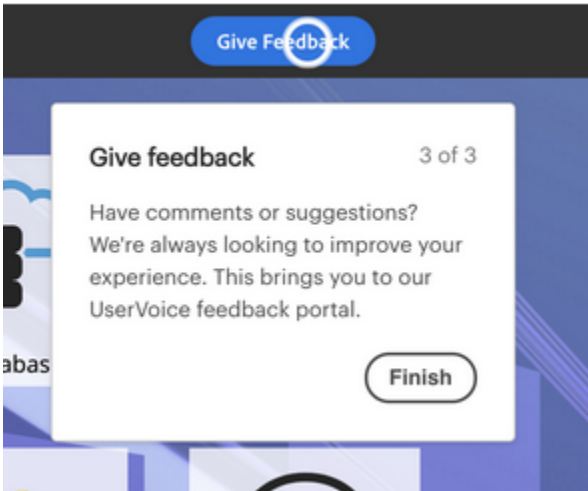 Give Feedback
Give feedback
3 of 3
Have comments or suggestions?
We're always looking to improve your
experience. This brings you to our
UserVoice feedback portal.
abas
Finish